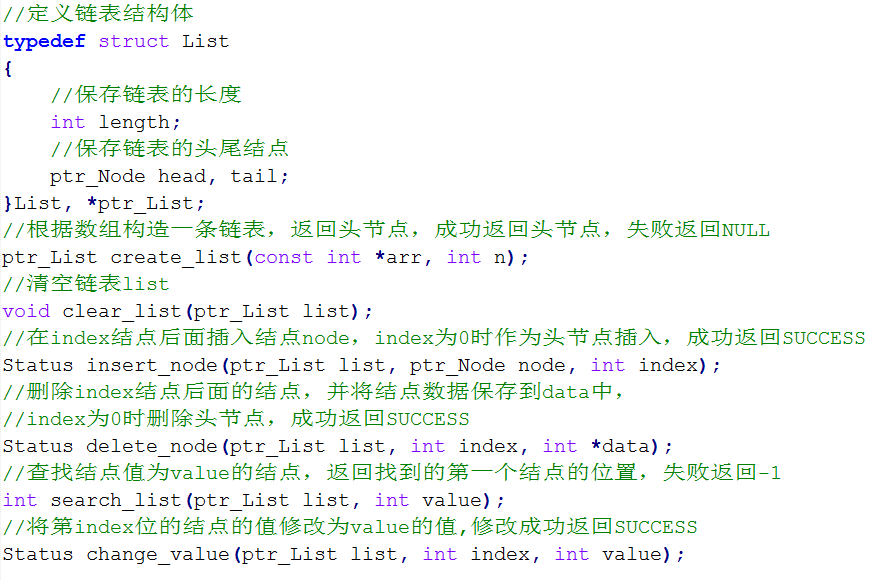 //定义链表结构体
typedef struct List
{
    //保存链表的长度
    int length;
    //保存链表的头尾结点
    ptr_Node head, tail;
}List, *ptr_List;
//根据数组构造一条链表，返回头节点，成功返回头节点，失败返回NULL
ptr_List create_list(const int *arr, int n);
//清空链表list
void clear_list(ptr_List list);
//在index结点后面插入结点node，index为0时作为头节点插入，成功返回SUCCESS
Status insert_node(ptr_List list, ptr_Node node, int index);
//删除index结点后面的结点，并将结点数据保存到data中，
//index为0时删除头节点，成功返回SUCCESS
Status delete_node(ptr_List list, int index, int *data);
//查找结点值为value的结点，返回找到的第一个结点的位置，失败返回-1
int search_list(ptr_List list, int value);
//将第index位的结点的值修改为value的值,修改成功返回SUCCESS
Status change_value(ptr_List list, int index, int value);